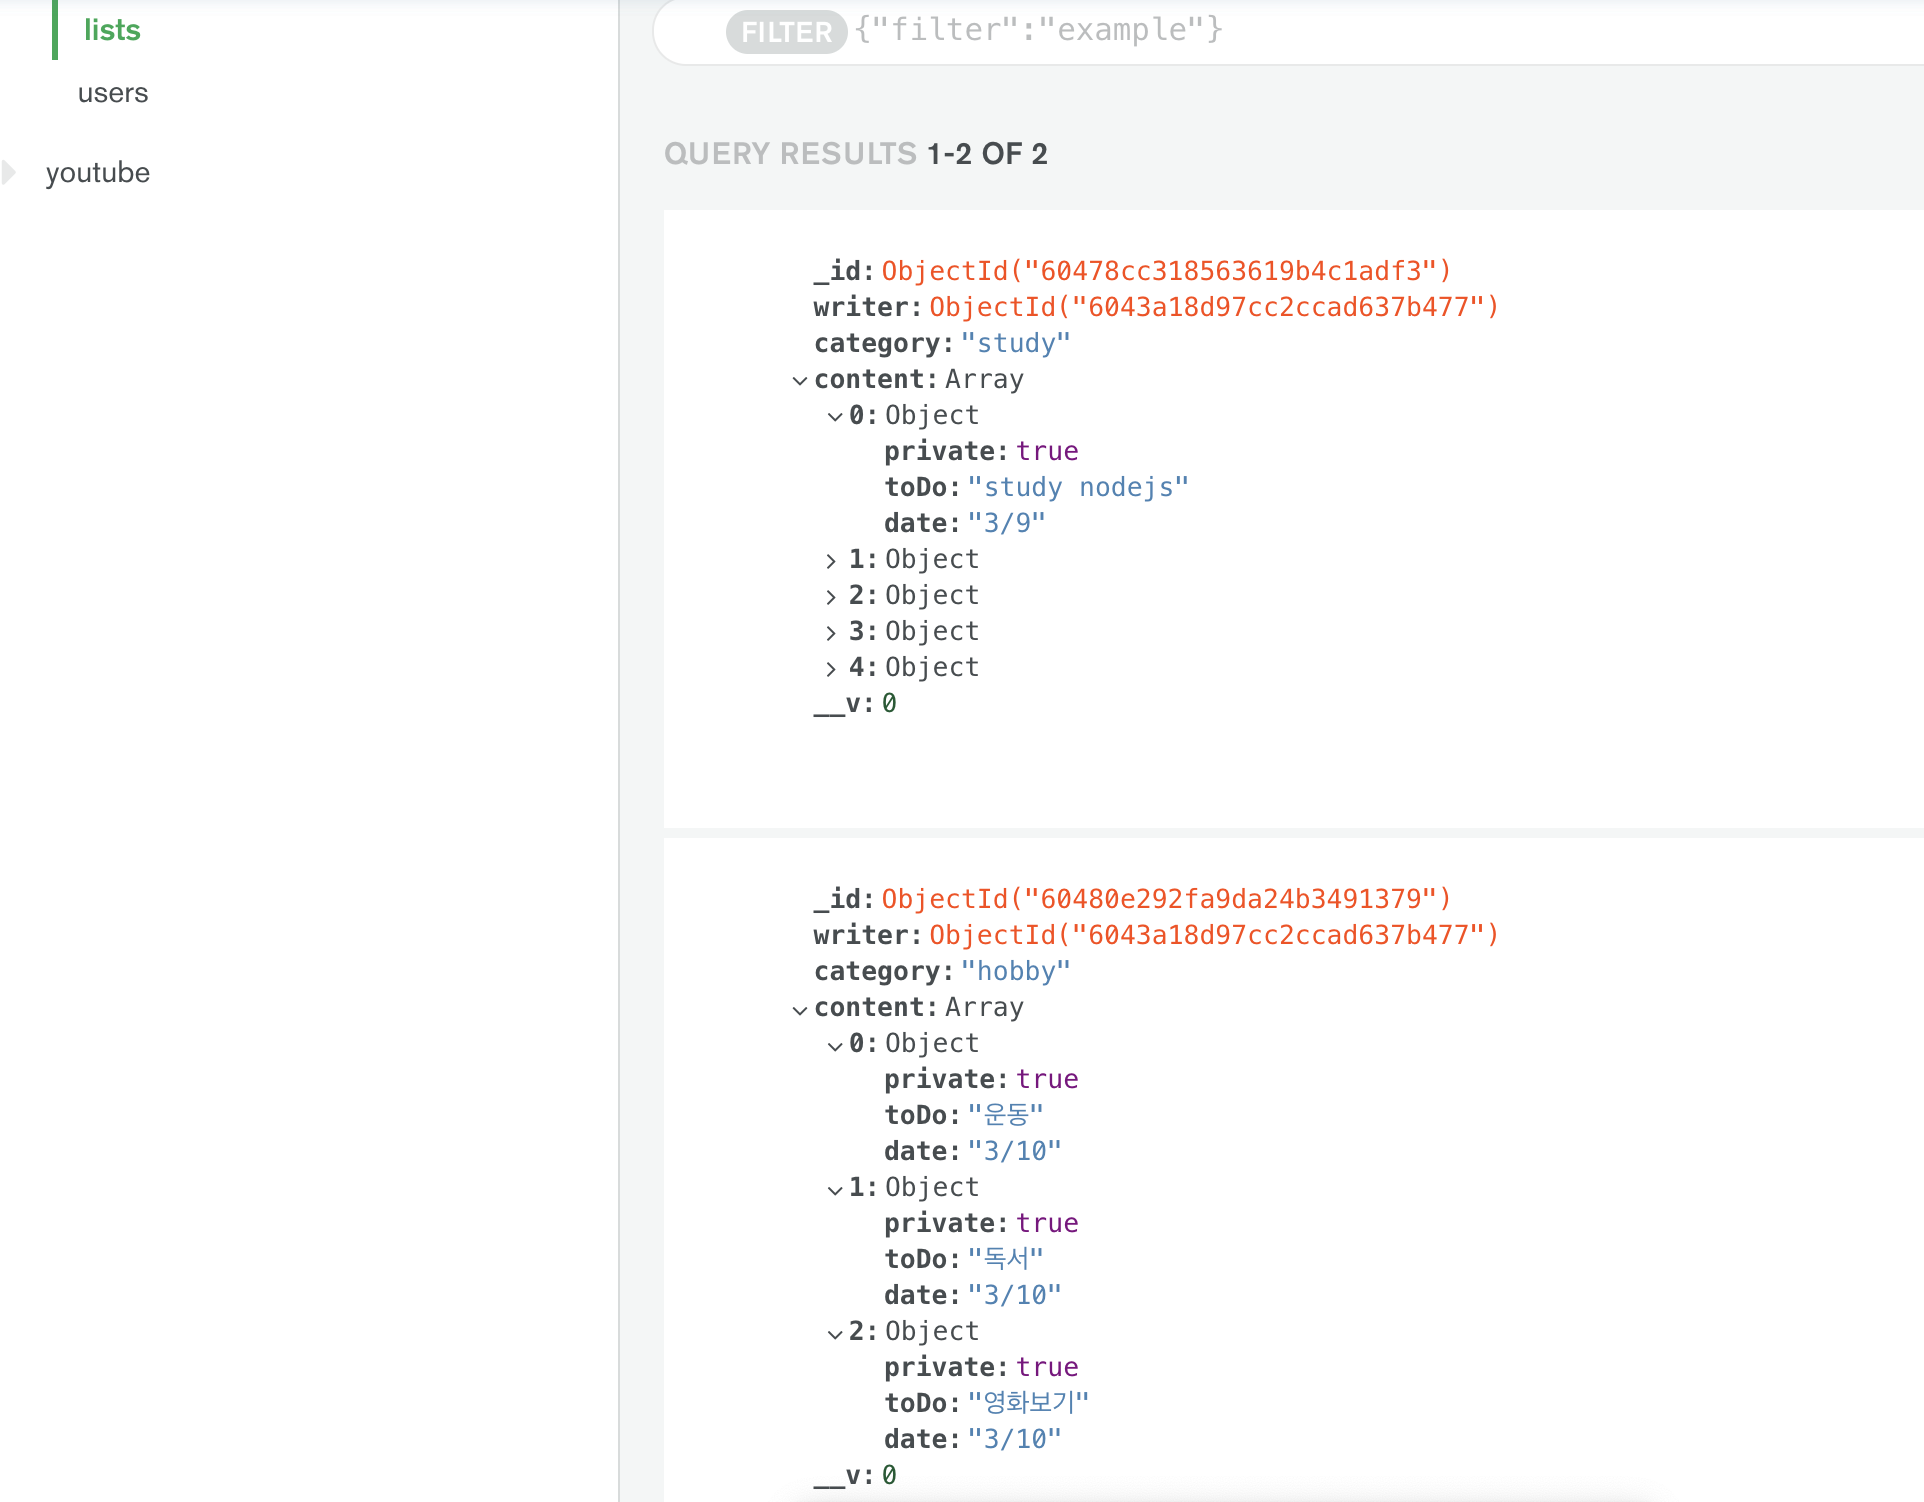 lists
users
youtube
FILTER {"filter":"example"}
QUERY RESULTS 1-2 OF 2
_id: ObjectId("60478cc318563619b4c1adf3")
writer: ObjectId("6043a18d97cc2ccad637b477")
category: "study"
content: Array
0: Object
private: true
toDo: "study nodejs"
date: "3/9"
1: Object
2: Object
3: Object
4: Object
__v: 0
_id: ObjectId("60480e292fa9da24b3491379")
writer: ObjectId("6043a18d97cc2ccad637b477")
category: "hobby"
content: Array
0: Object
private: true
toDo: "운동"
date: "3/10"
1: Object
private: true
toDo: "독서"
date: "3/10"
2: Object
private: true
toDo: "영화보기"
date: "3/10"
__v: 0